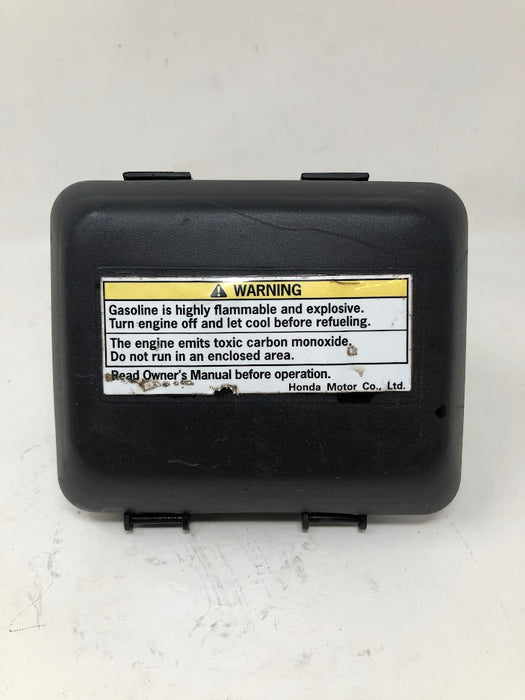 WARNING
Gasoline is highly flammable and explosive.
Turn engine off and let cool before refueling.
The engine emits toxic carbon monoxide.
Do not run in an enclosed area.
Read Owner's Manual before operation.
Honda Motor Co., Ltd.